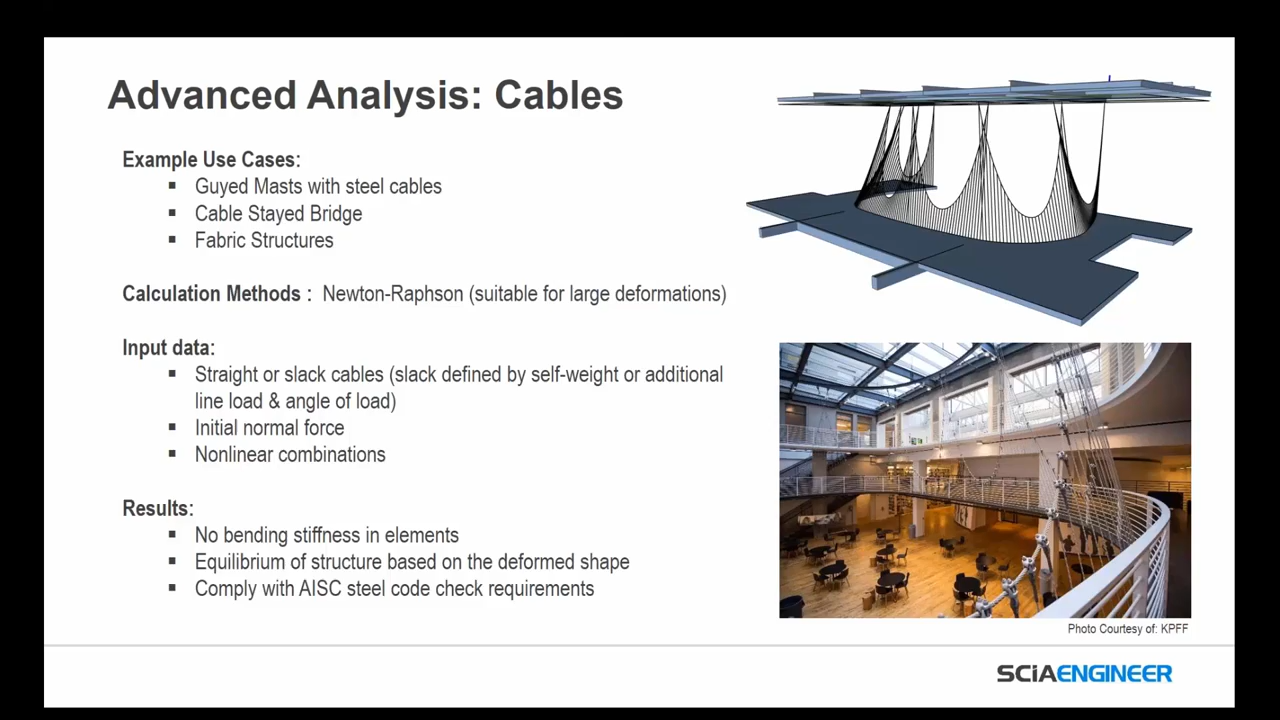 Advanced Analysis: Cables
Example Use Cases:
▪ Guyed Masts with steel cables
▪ Cable Stayed Bridge
▪ Fabric Structures
Calculation Methods : Newton-Raphson (suitable for large deformations)
Input data:
▪ Straight or slack cables (slack defined by self-weight or additional
line load & angle of load)
▪ Initial normal force
▪ Nonlinear combinations
Results:
▪ No bending stiffness in elements
▪ Equilibrium of structure based on the deformed shape
▪ Comply with AISC steel code check requirements
Photo Courtesy of: KPFF
SCiAENGINEER